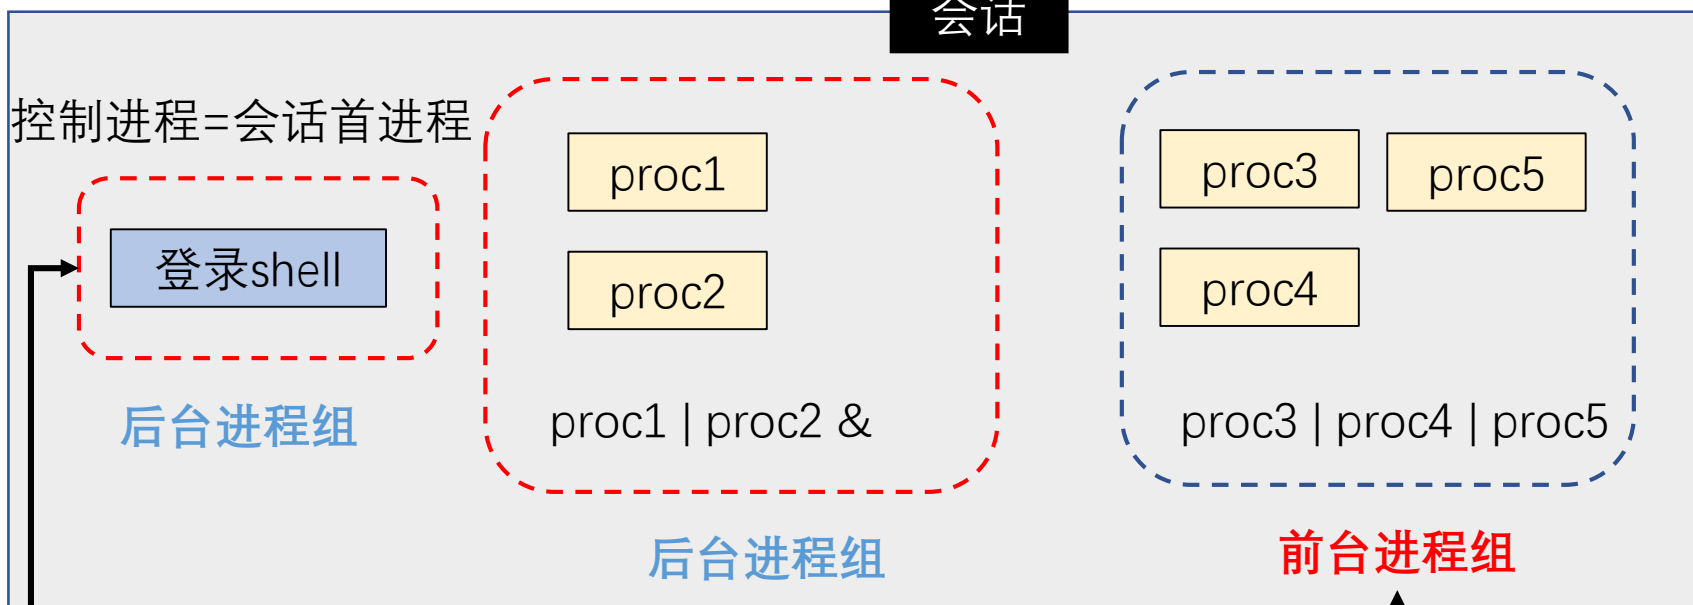 会话
控制进程=会话首进程
登录shell
后台进程组
proc1
proc2
proc1 | proc2 &
后台进程组
proc3
proc5
proc4
proc3 | proc4 | proc5
前台进程组